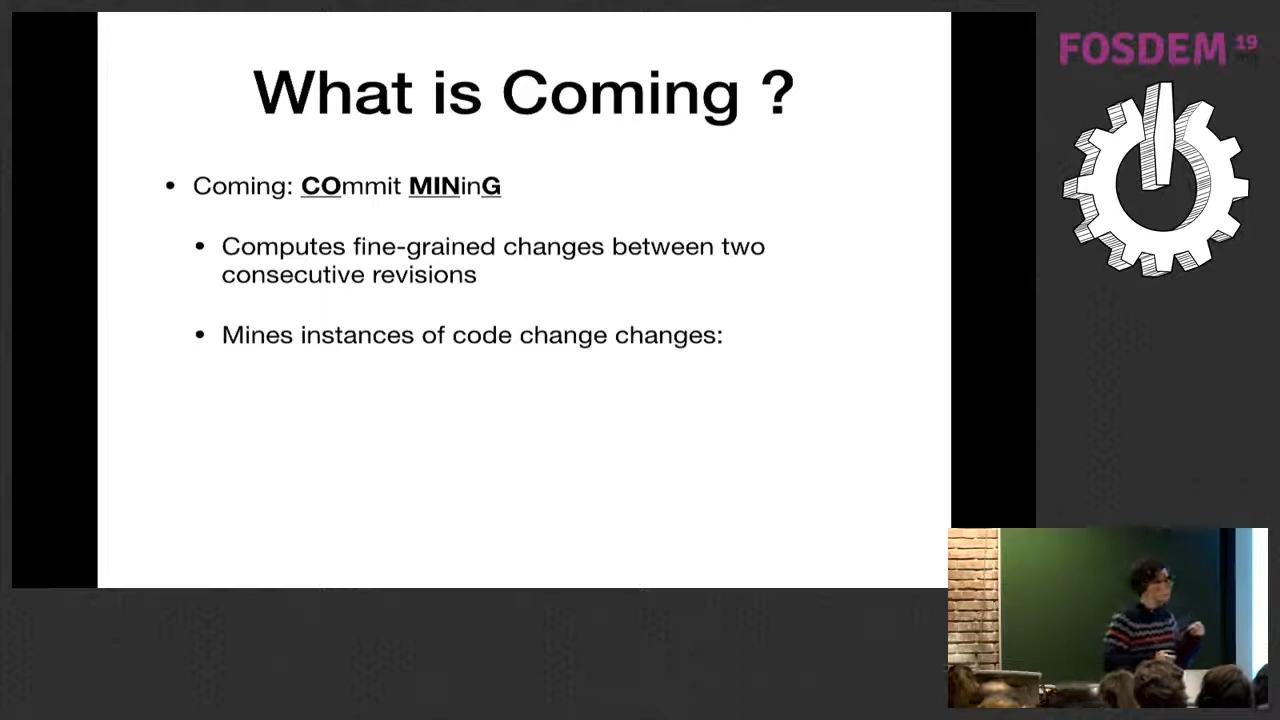 What is Coming ?
• Coming: COmmit MINinG
• Computes fine-grained changes between two
consecutive revisions
• Mines instances of code change changes:
FOSDEM 19